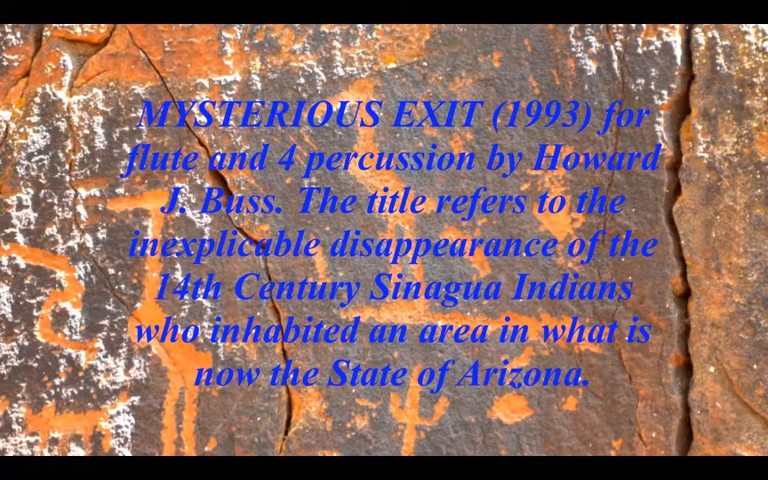 MYSTERIOUS EXIT (1993) for
flute and 4 percussion by Howard
J. Buss. The title refers to the
inexplicable disappearance of the
14th Century Sinagua Indians
who inhabited an area in what is
now the State of Arizona.